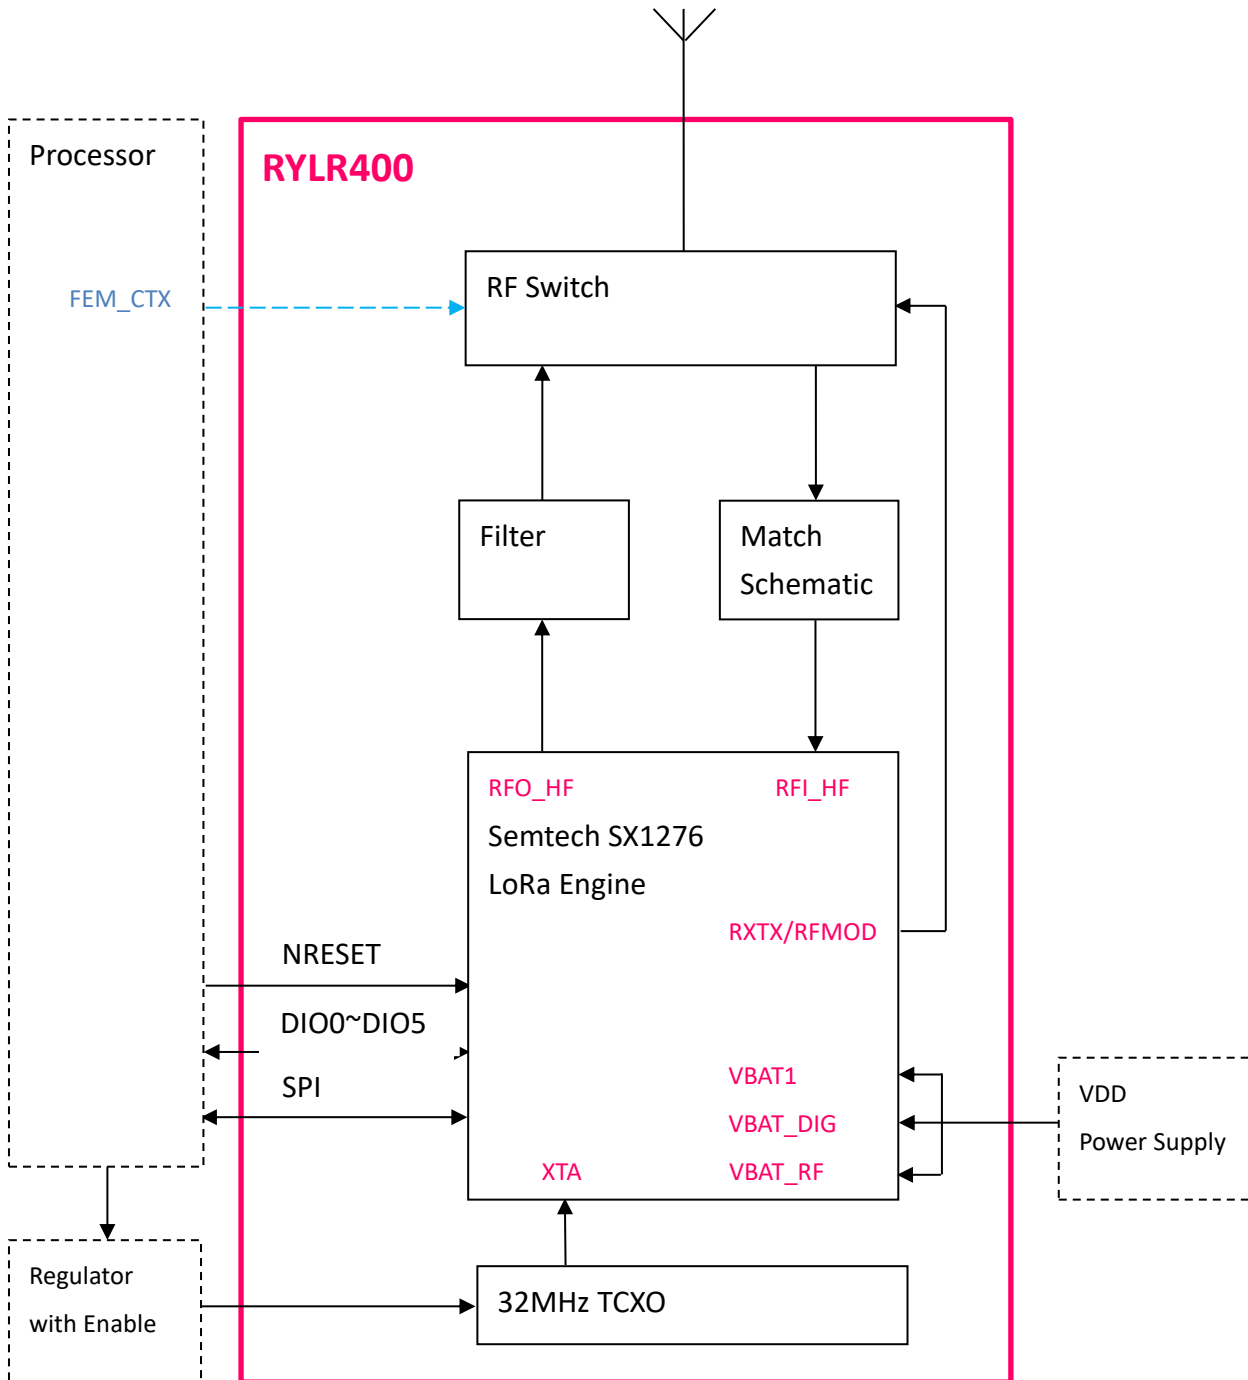 Processor
RYLR400
FEM_CTX
RF Switch
Filter
Match
Schematic
RFO_HF
RFI_HF
Semtech SX1276
LoRa Engine
RXTX/RFMOD
NRESET
DIO0~DIO5
SPI
VBAT1
VBAT_DIG
VBAT_RF
XTA
VDD
Power Supply
Regulator
with Enable
32MHz TCXO